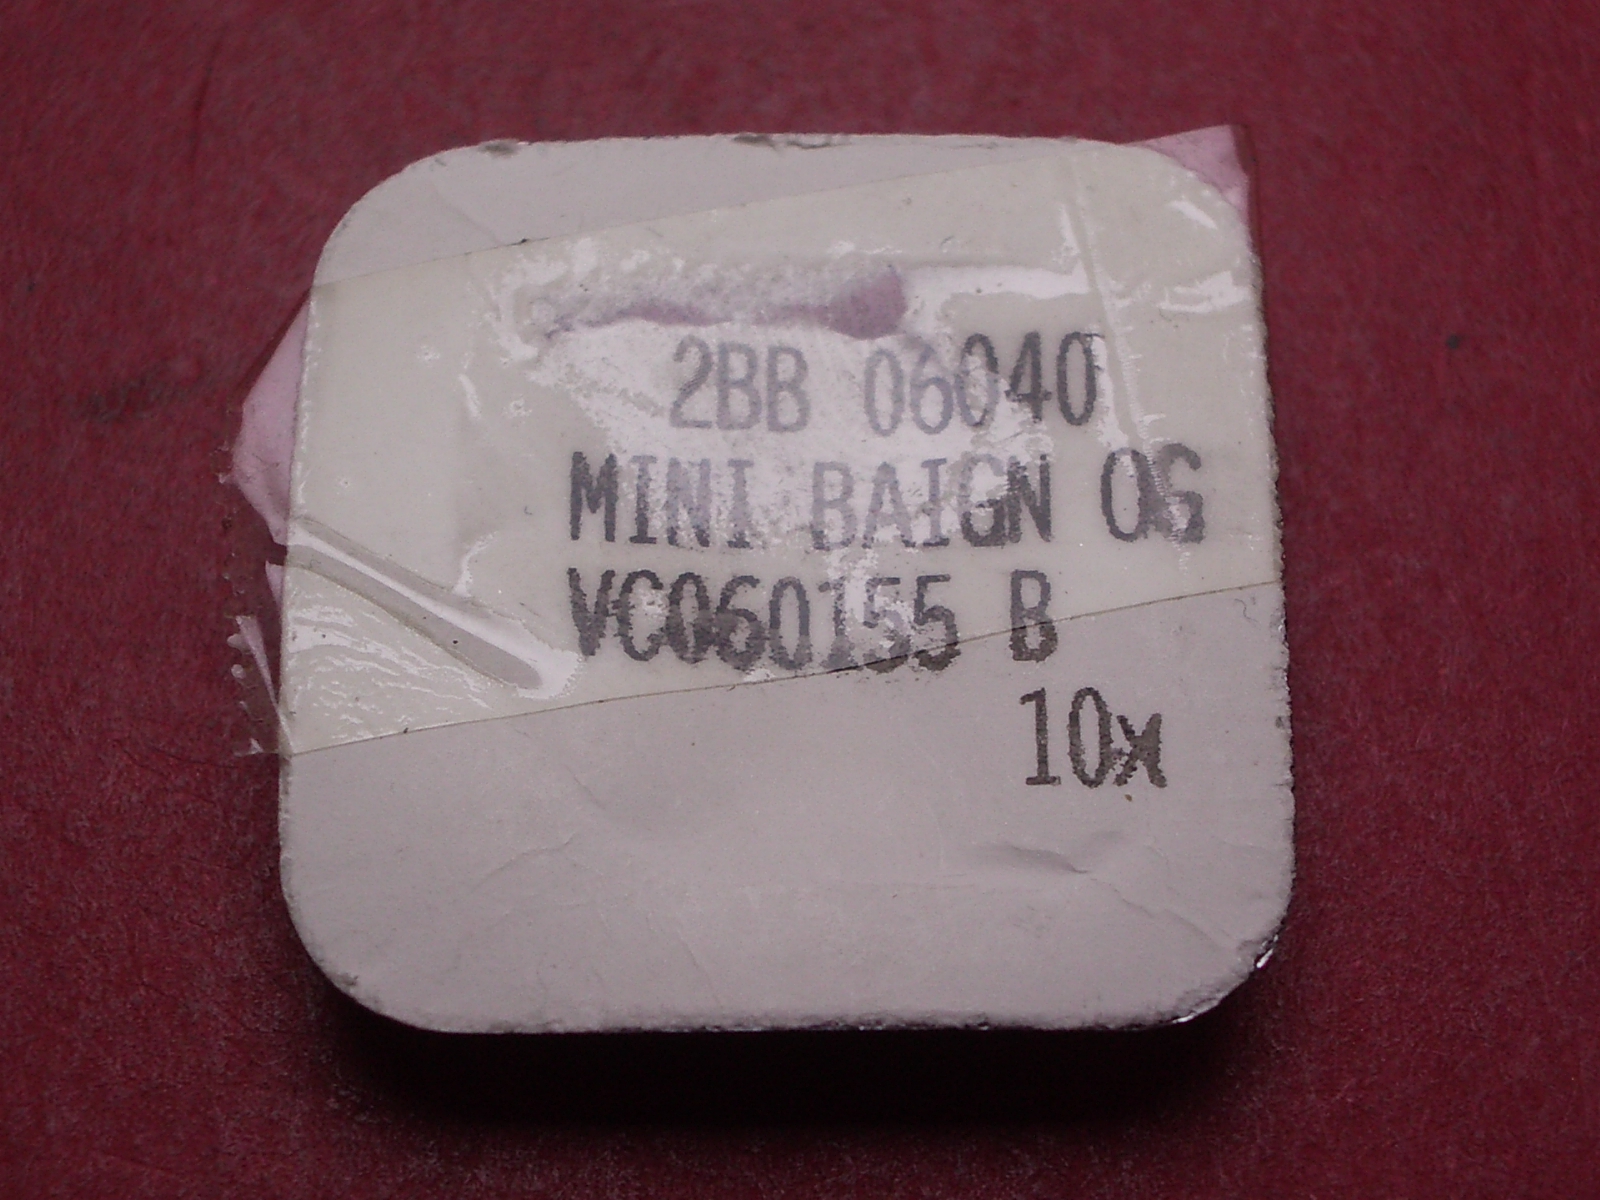 2BB 06040
MINI BAIGN OG
VC060155 B
10x